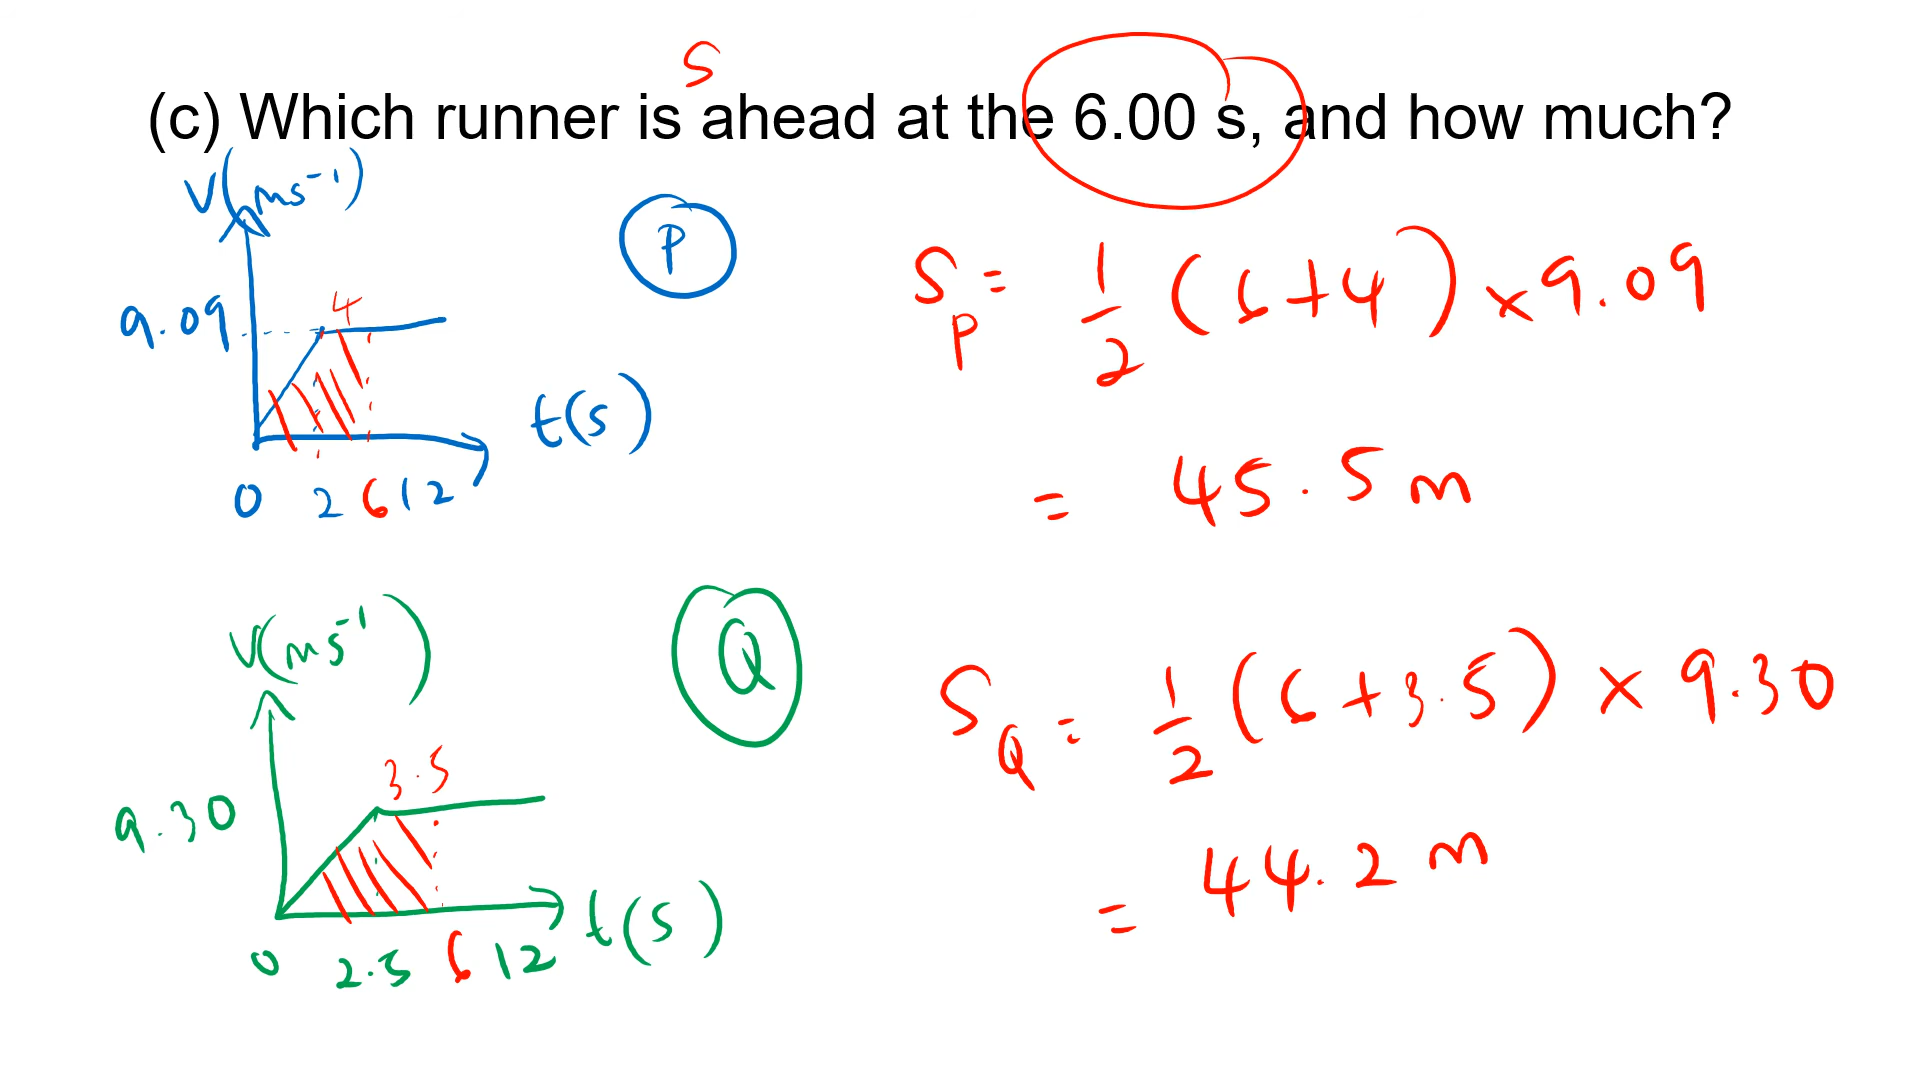 S
(c) Which runner is ahead at the 6.00 s, and how much?
V(ms⁻¹)
P
9.09
4
t(s)
0 2 6 12
S_P = 1/2 (6+4) × 9.09
= 45.5 m
V(ms⁻¹)
Q
3.5
9.30
t(s)
0 2.5 6 12
S_Q = 1/2 (6+3.5) × 9.30
= 44.2 m